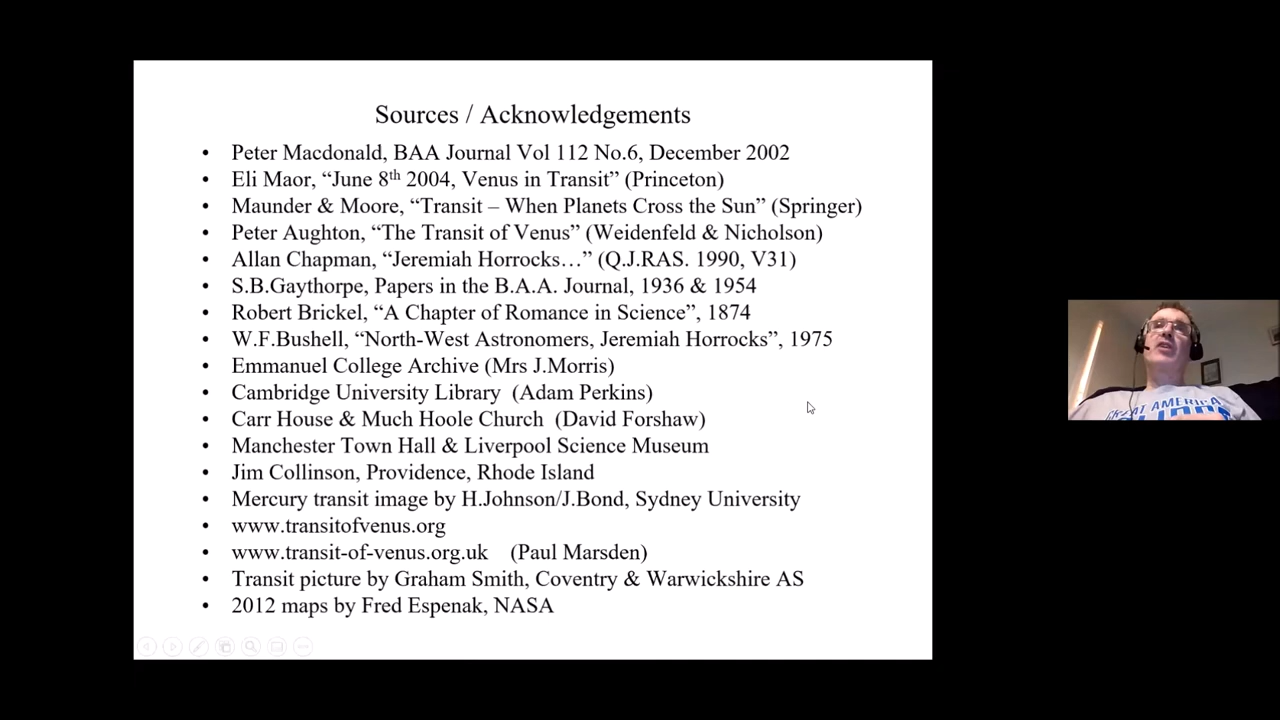 Sources / Acknowledgements
• Peter Macdonald, BAA Journal Vol 112 No.6, December 2002
• Eli Maor, “June 8th 2004, Venus in Transit” (Princeton)
• Maunder & Moore, “Transit – When Planets Cross the Sun” (Springer)
• Peter Aughton, “The Transit of Venus” (Weidenfeld & Nicholson)
• Allan Chapman, “Jeremiah Horrocks…” (Q.J.RAS. 1990, V31)
• S.B.Gaythorpe, Papers in the B.A.A. Journal, 1936 & 1954
• Robert Brickel, “A Chapter of Romance in Science”, 1874
• W.F.Bushell, “North-West Astronomers, Jeremiah Horrocks”, 1975
• Emmanuel College Archive (Mrs J.Morris)
• Cambridge University Library (Adam Perkins)
• Carr House & Much Hoole Church (David Forshaw)
• Manchester Town Hall & Liverpool Science Museum
• Jim Collinson, Providence, Rhode Island
• Mercury transit image by H.Johnson/J.Bond, Sydney University
• www.transitofvenus.org
• www.transit-of-venus.org.uk (Paul Marsden)
• Transit picture by Graham Smith, Coventry & Warwickshire AS
• 2012 maps by Fred Espenak, NASA
GREAT AMERICA